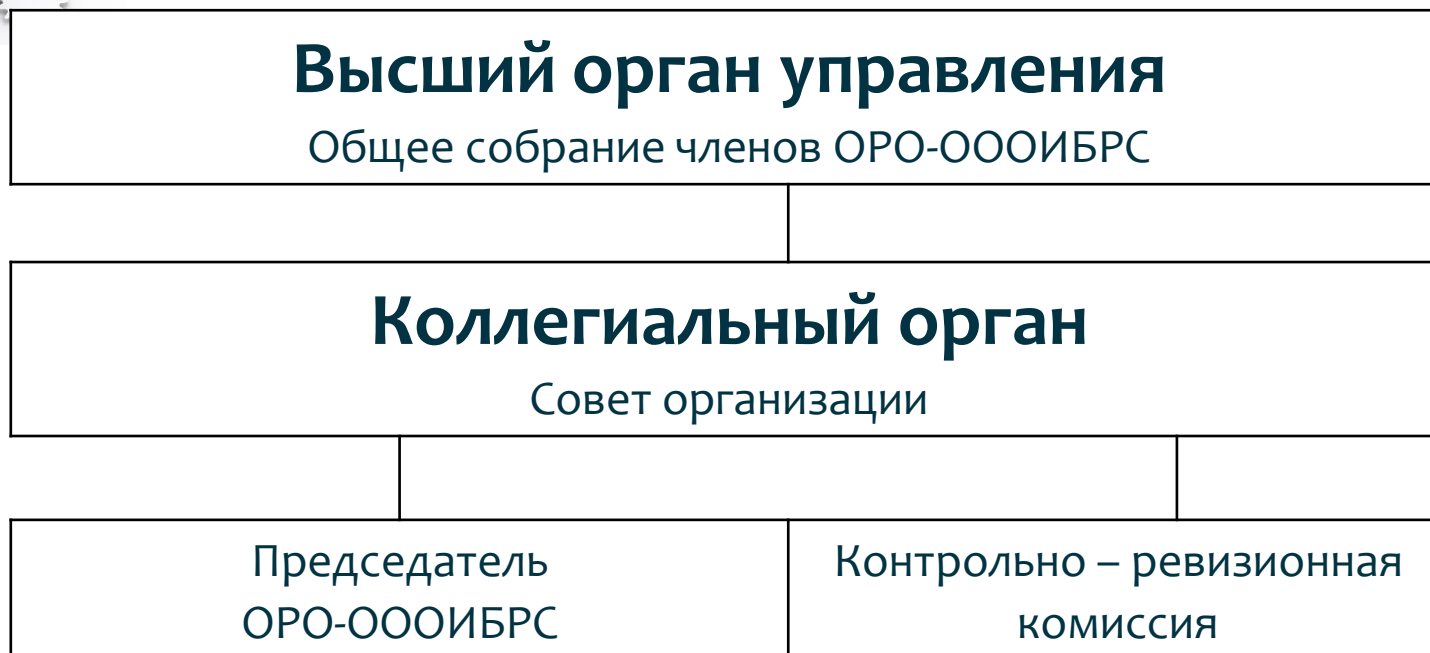 Высший орган управления
Общее собрание членов ОРО-ОООИБРС
Коллегиальный орган
Совет организации
Председатель
ОРО-ОООИБРС
Контрольно – ревизионная
комиссия